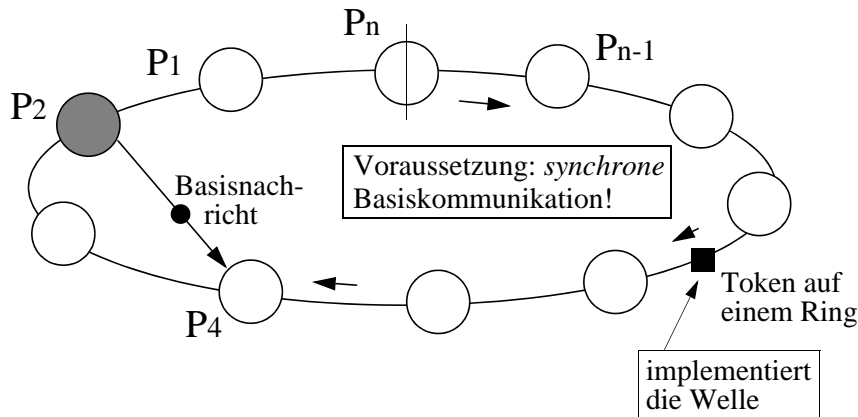 Pn
Pn-1
P1
P2
Voraussetzung: synchrone
Basiskommunikation!
Basisnach-
richt
Token auf
einem Ring
P4
implementiert
die Welle